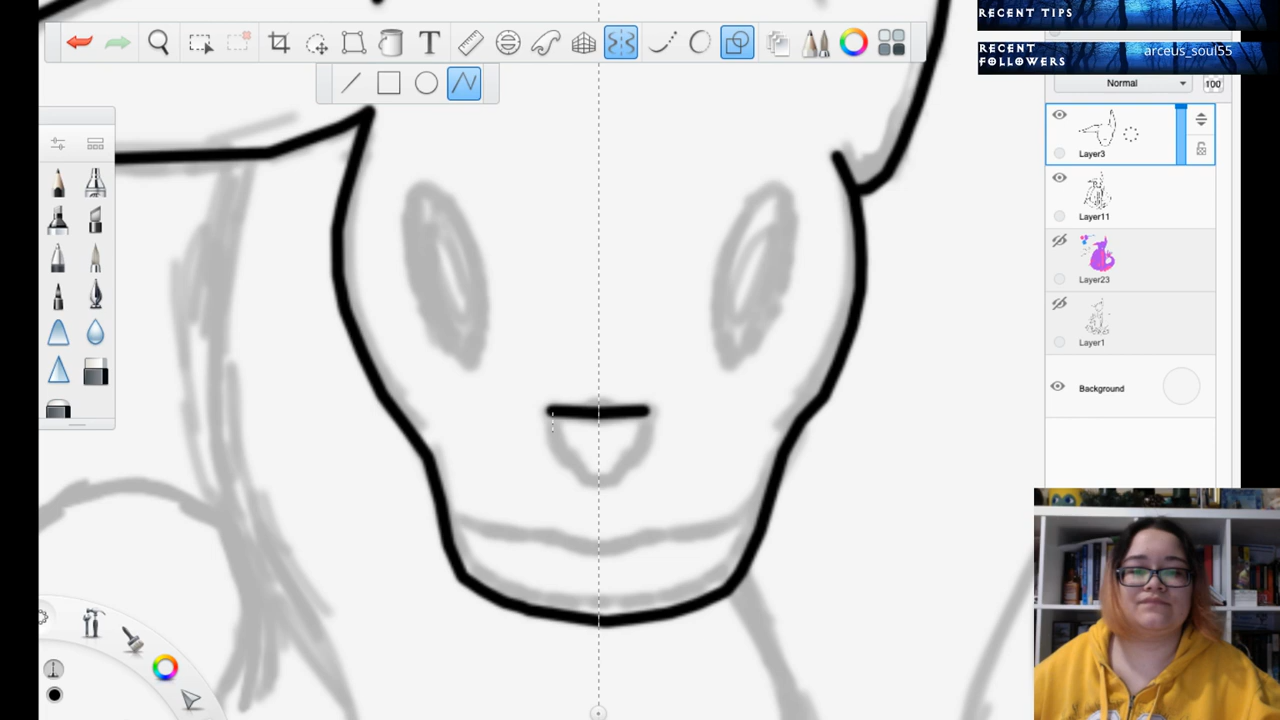 RECENT TIPS
RECENT
FOLLOWERS
arceus_soul55
Normal
100
Layer3
Layer11
Layer23
Layer1
Background